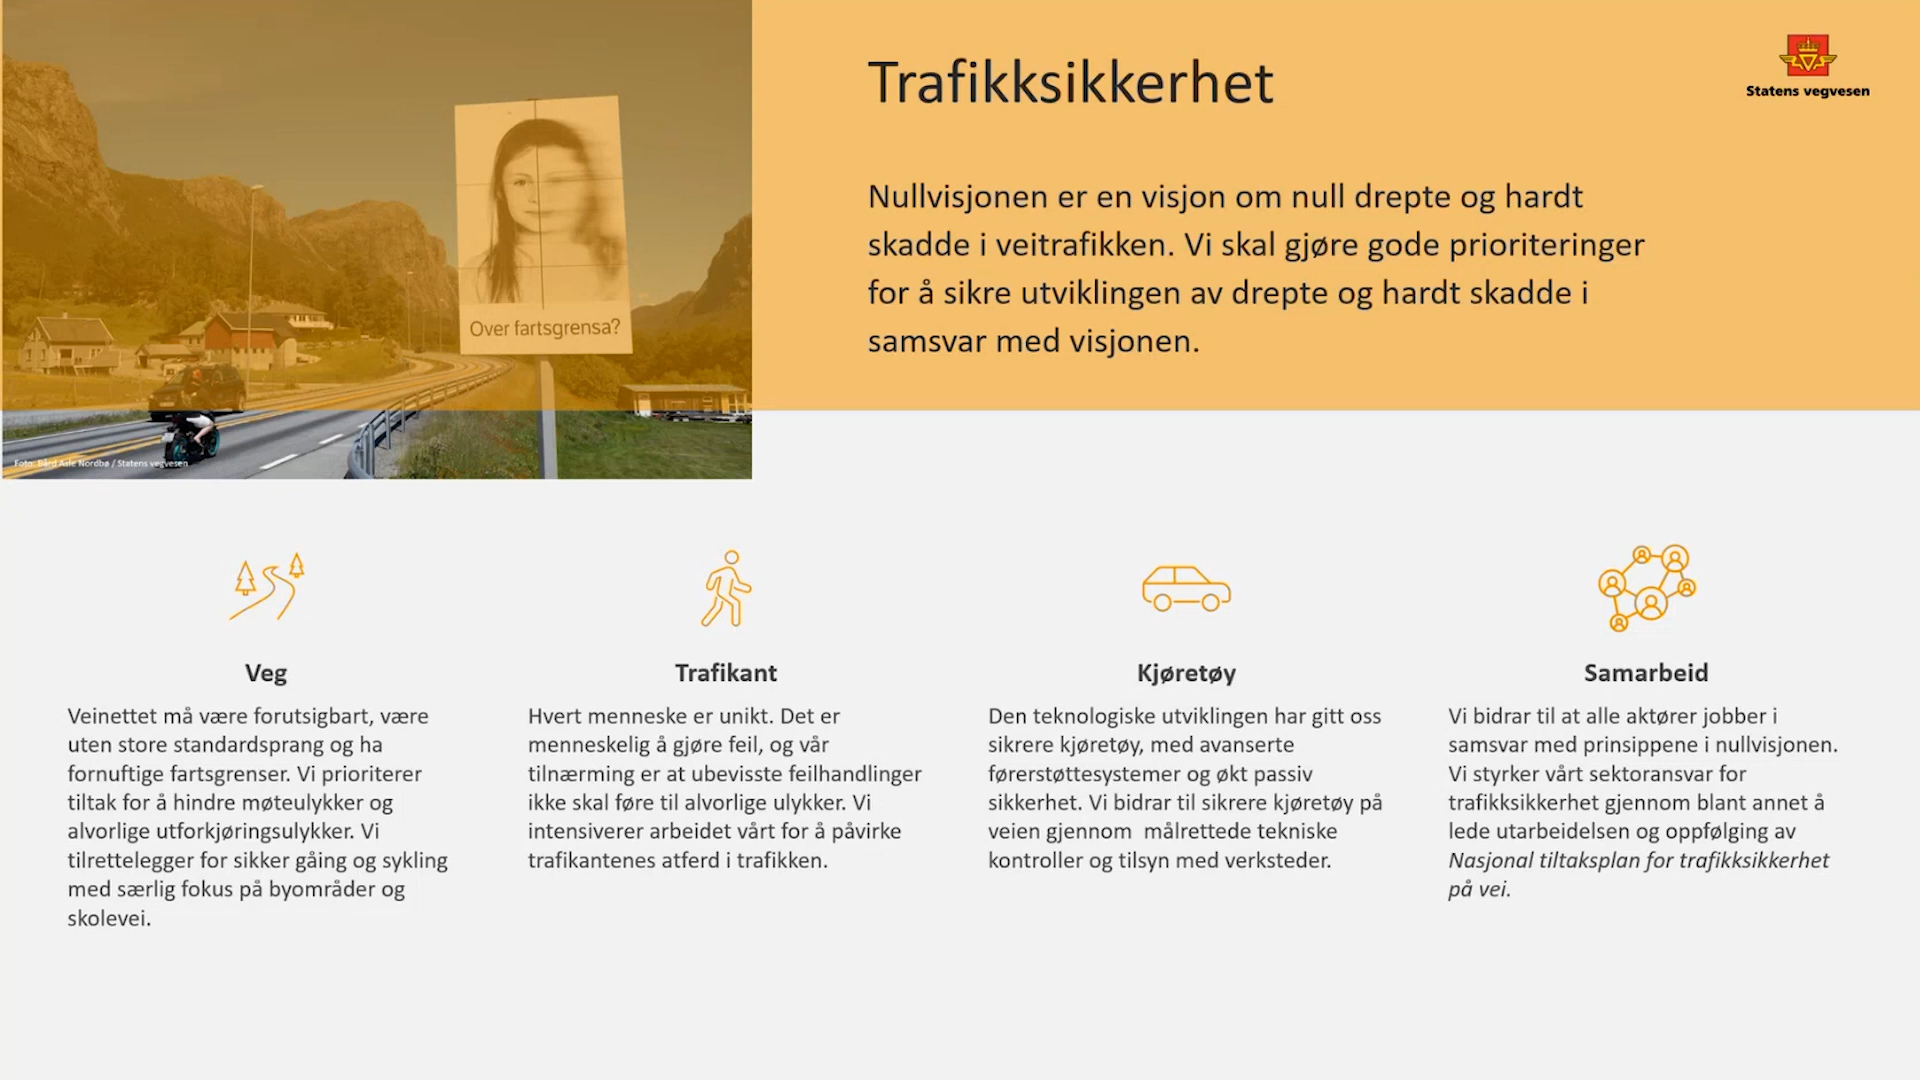 Trafikksikkerhet
Statens vegvesen
Nullvisjonen er en visjon om null drepte og hardt
skadde i veitrafikken. Vi skal gjøre gode prioriteringer
for å sikre utviklingen av drepte og hardt skadde i
samsvar med visjonen.
Over fartsgrensa?
Foto: Bård Asle Nordbø / Statens vegvesen
Veg
Veinettet må være forutsigbart, være
uten store standardsprang og ha
fornuftige fartsgrenser. Vi prioriterer
tiltak for å hindre møteulykker og
alvorlige utforkjøringsulykker. Vi
tilrettelegger for sikker gåing og sykling
med særlig fokus på byområder og
skolevei.
Trafikant
Hvert menneske er unikt. Det er
menneskelig å gjøre feil, og vår
tilnærming er at ubevisste feilhandlinger
ikke skal føre til alvorlige ulykker. Vi
intensiverer arbeidet vårt for å påvirke
trafikantenes atferd i trafikken.
Kjøretøy
Den teknologiske utviklingen har gitt oss
sikrere kjøretøy, med avanserte
førerstøttesystemer og økt passiv
sikkerhet. Vi bidrar til sikrere kjøretøy på
veien gjennom  målrettede tekniske
kontroller og tilsyn med verksteder.
Samarbeid
Vi bidrar til at alle aktører jobber i
samsvar med prinsippene i nullvisjonen.
Vi styrker vårt sektoransvar for
trafikksikkerhet gjennom blant annet å
lede utarbeidelsen og oppfølging av
Nasjonal tiltaksplan for trafikksikkerhet
på vei.